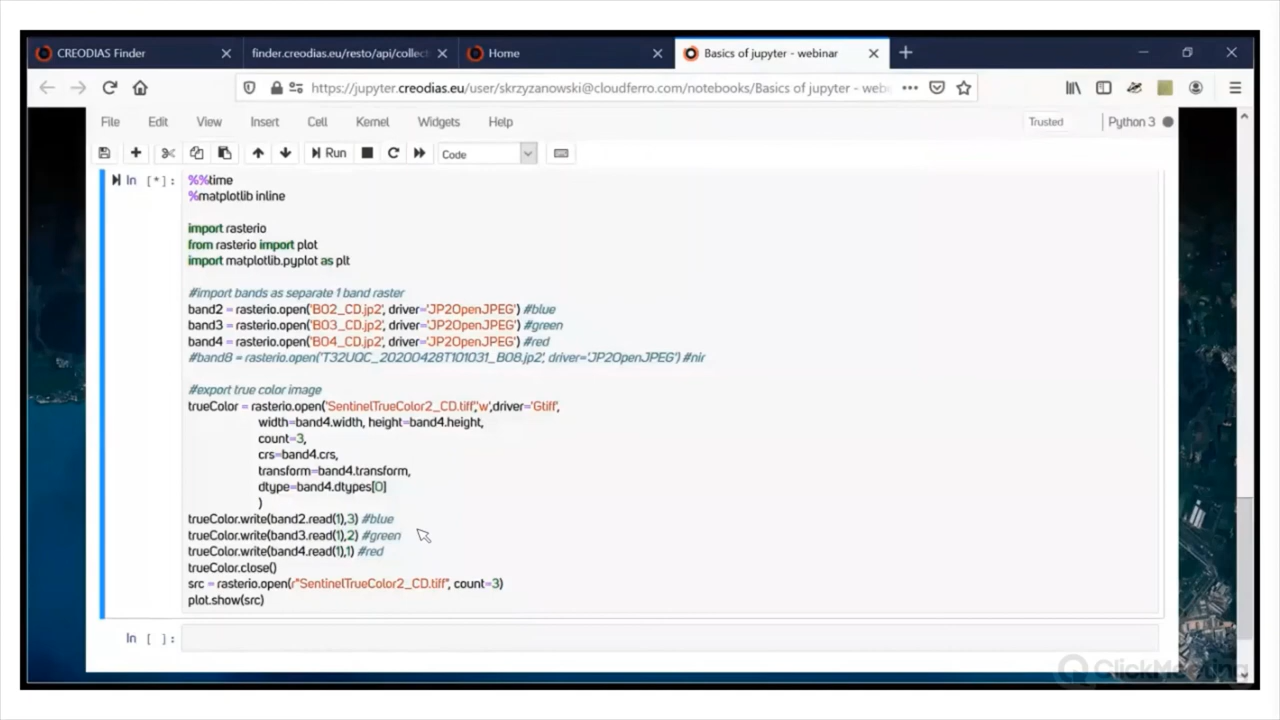 CREODIAS Finder
finder.creodias.eu/resto/api/collect
Home
Basics of jupyter - webinar
https://jupyter.creodias.eu/user/skrzyzanowski@cloudferro.com/notebooks/Basics of jupyter - web
File Edit View Insert Cell Kernel Widgets Help
Trusted
Python 3
Run
Code
In [*]:
%%time
%matplotlib inline
import rasterio
from rasterio import plot
import matplotlib.pyplot as plt
#import bands as separate 1 band raster
band2 = rasterio.open('B02_CD.jp2', driver='JP2OpenJPEG') #blue
band3 = rasterio.open('B03_CD.jp2', driver='JP2OpenJPEG') #green
band4 = rasterio.open('B04_CD.jp2', driver='JP2OpenJPEG') #red
#band8 = rasterio.open('T32UQC_20200428T101031_B08.jp2', driver='JP2OpenJPEG') #nir
#export true color image
trueColor = rasterio.open('SentinelTrueColor2_CD.tiff','w',driver='Gtiff',
width=band4.width, height=band4.height,
count=3,
crs=band4.crs,
transform=band4.transform,
dtype=band4.dtypes[0]
)
trueColor.write(band2.read(1),3) #blue
trueColor.write(band3.read(1),2) #green
trueColor.write(band4.read(1),1) #red
trueColor.close()
src = rasterio.open(r"SentinelTrueColor2_CD.tiff", count=3)
plot.show(src)
In [ ]:
ClickMeeting